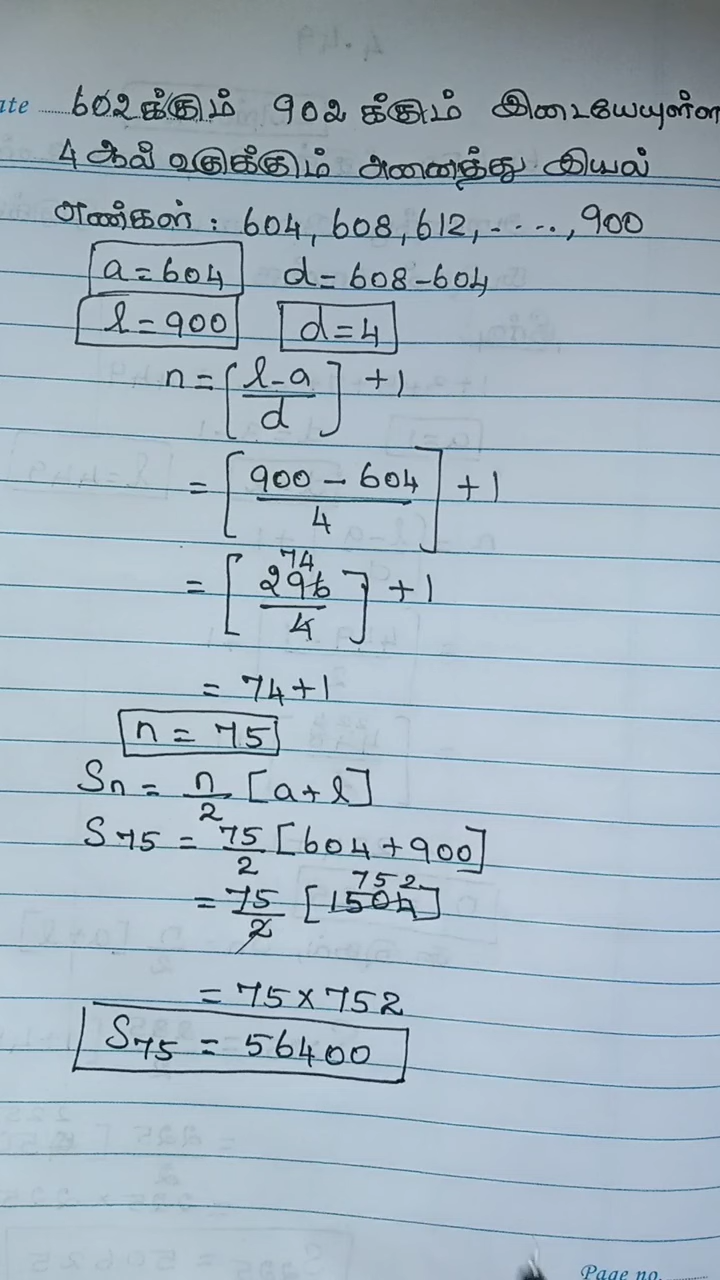 ate 602க்கும் 902க்கும் இடையேயுள்ள
4ஆல் வகுக்கும் அனைத்து இயல்
எண்கள் : 604, 608, 612, ....., 900
a = 604 d = 608 - 604
l = 900 d = 4
n = [l - a / d] + 1
= [900 - 604 / 4] + 1
74
= [296 / 4] + 1
= 74 + 1
n = 75
Sn = n/2 [a + l]
S75 = 75/2 [604 + 900]
752
= 75/2 [1504]
= 75 x 752
S75 = 56400
Page no.